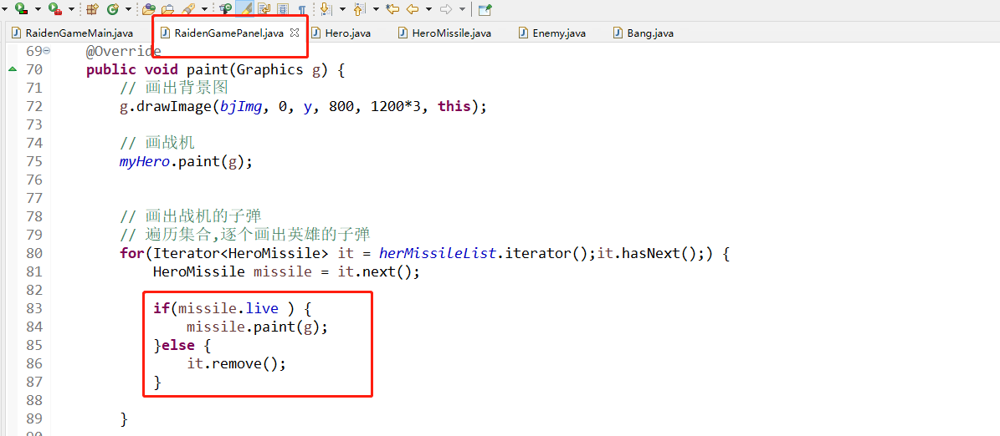 RaidenGameMain.java RaidenGamePanel.java Hero.java HeroMissile.java Enemy.java Bang.java
69 @Override
70 public void paint(Graphics g) {
71 // 画出背景图
72 g.drawImage(bjImg, 0, y, 800, 1200*3, this);
73
74 // 画战机
75 myHero.paint(g);
76
77
78 // 画出战机的子弹
79 // 遍历集合,逐个画出英雄的子弹
80 for(Iterator<HeroMissile> it = herMissileList.iterator();it.hasNext();) {
81 HeroMissile missile = it.next();
82
83 if(missile.live ) {
84 missile.paint(g);
85 }else {
86 it.remove();
87 }
88
89 }